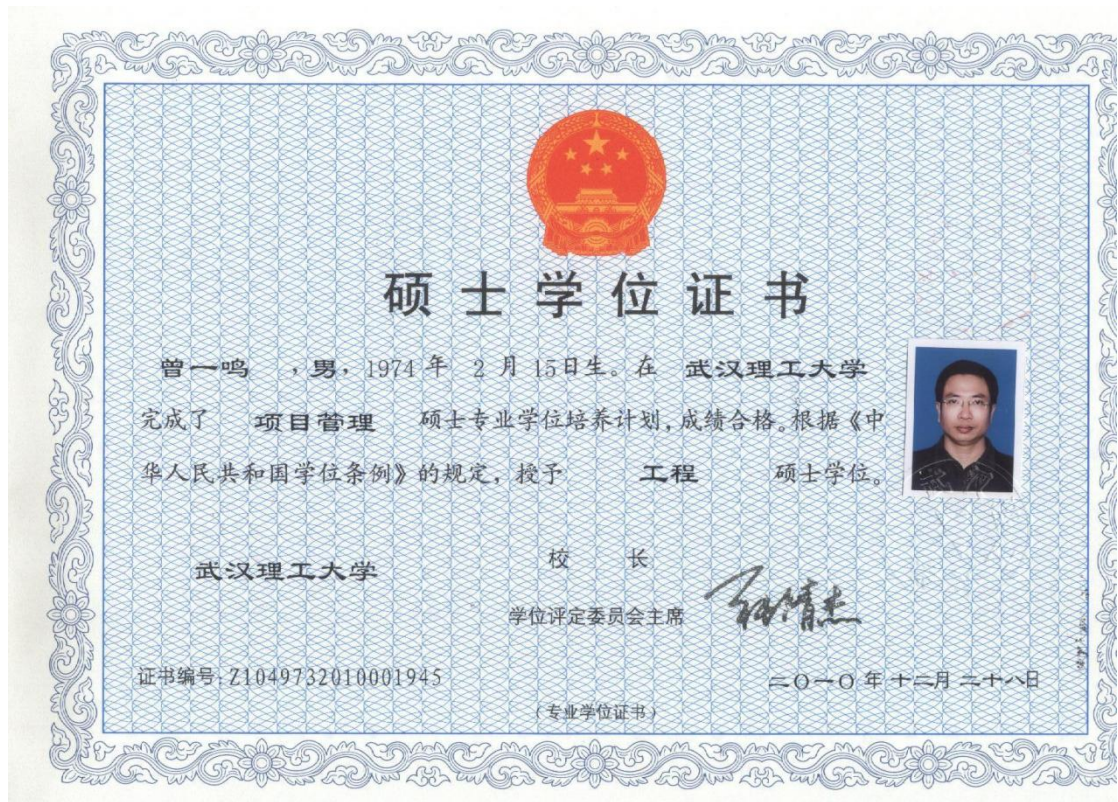 硕士学位证书
曾一鸣 ，男，1974 年 2 月 15日生。在 武汉理工大学
完成了 项目管理 硕士专业学位培养计划，成绩合格。根据《中
华人民共和国学位条例》的规定，授予 工程 硕士学位。
武汉理工大学
校 长
学位评定委员会主席
证书编号：Z1049732010001945
二〇一〇 年 十二月 二十八日
（专业学位证书）